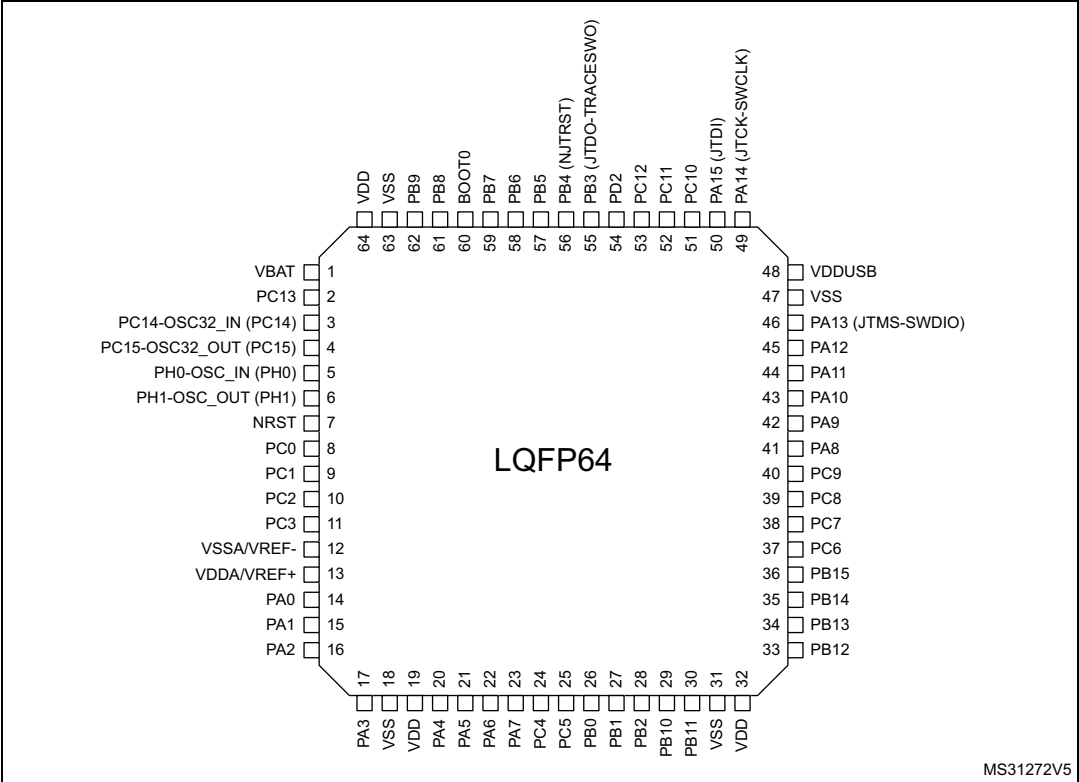 VDD
VSS
PB9
PB8
BOOT0
PB7
PB6
PB5
PB4 (NJTRST)
PB3 (JTDO-TRACESWO)
PD2
PC12
PC11
PC10
PA15 (JTDI)
PA14 (JTCK-SWCLK)
64
63
62
61
60
59
58
57
56
55
54
53
52
51
50
49
VBAT 1
PC13 2
PC14-OSC32_IN (PC14) 3
PC15-OSC32_OUT (PC15) 4
PH0-OSC_IN (PH0) 5
PH1-OSC_OUT (PH1) 6
NRST 7
PC0 8
PC1 9
PC2 10
PC3 11
VSSA/VREF- 12
VDDA/VREF+ 13
PA0 14
PA1 15
PA2 16
LQFP64
48 VDDUSB
47 VSS
46 PA13 (JTMS-SWDIO)
45 PA12
44 PA11
43 PA10
42 PA9
41 PA8
40 PC9
39 PC8
38 PC7
37 PC6
36 PB15
35 PB14
34 PB13
33 PB12
17
18
19
20
21
22
23
24
25
26
27
28
29
30
31
32
PA3
VSS
VDD
PA4
PA5
PA6
PA7
PC4
PC5
PB0
PB1
PB2
PB10
PB11
VSS
VDD
MS31272V5